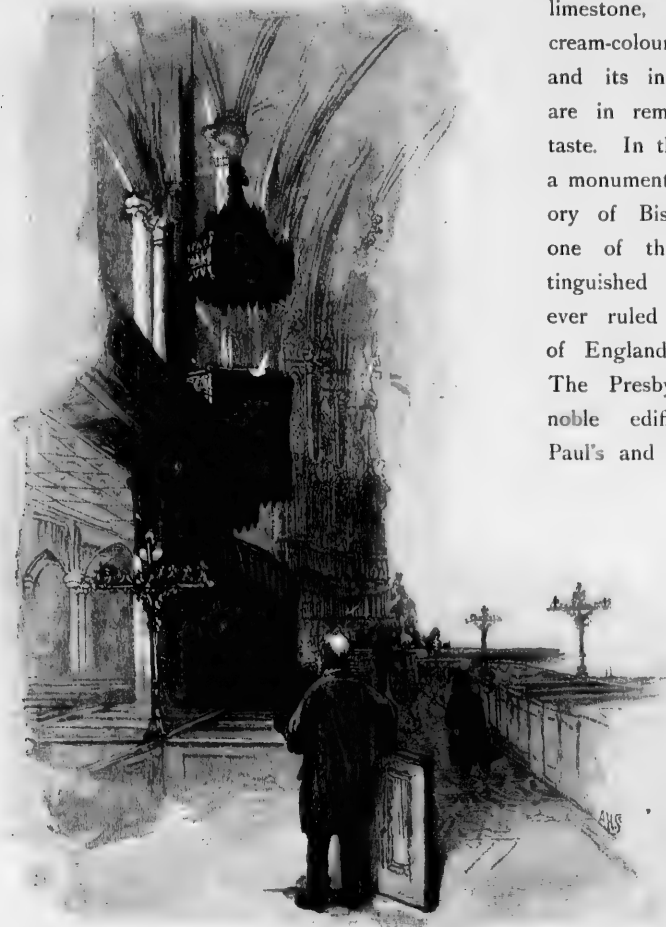 limestone,
cream-colour
and its in
are in rem
taste. In t
a monument
ory of Bis
one of th
tinguished
ever ruled
of England
The Presby
noble edif
Paul's and
AHS